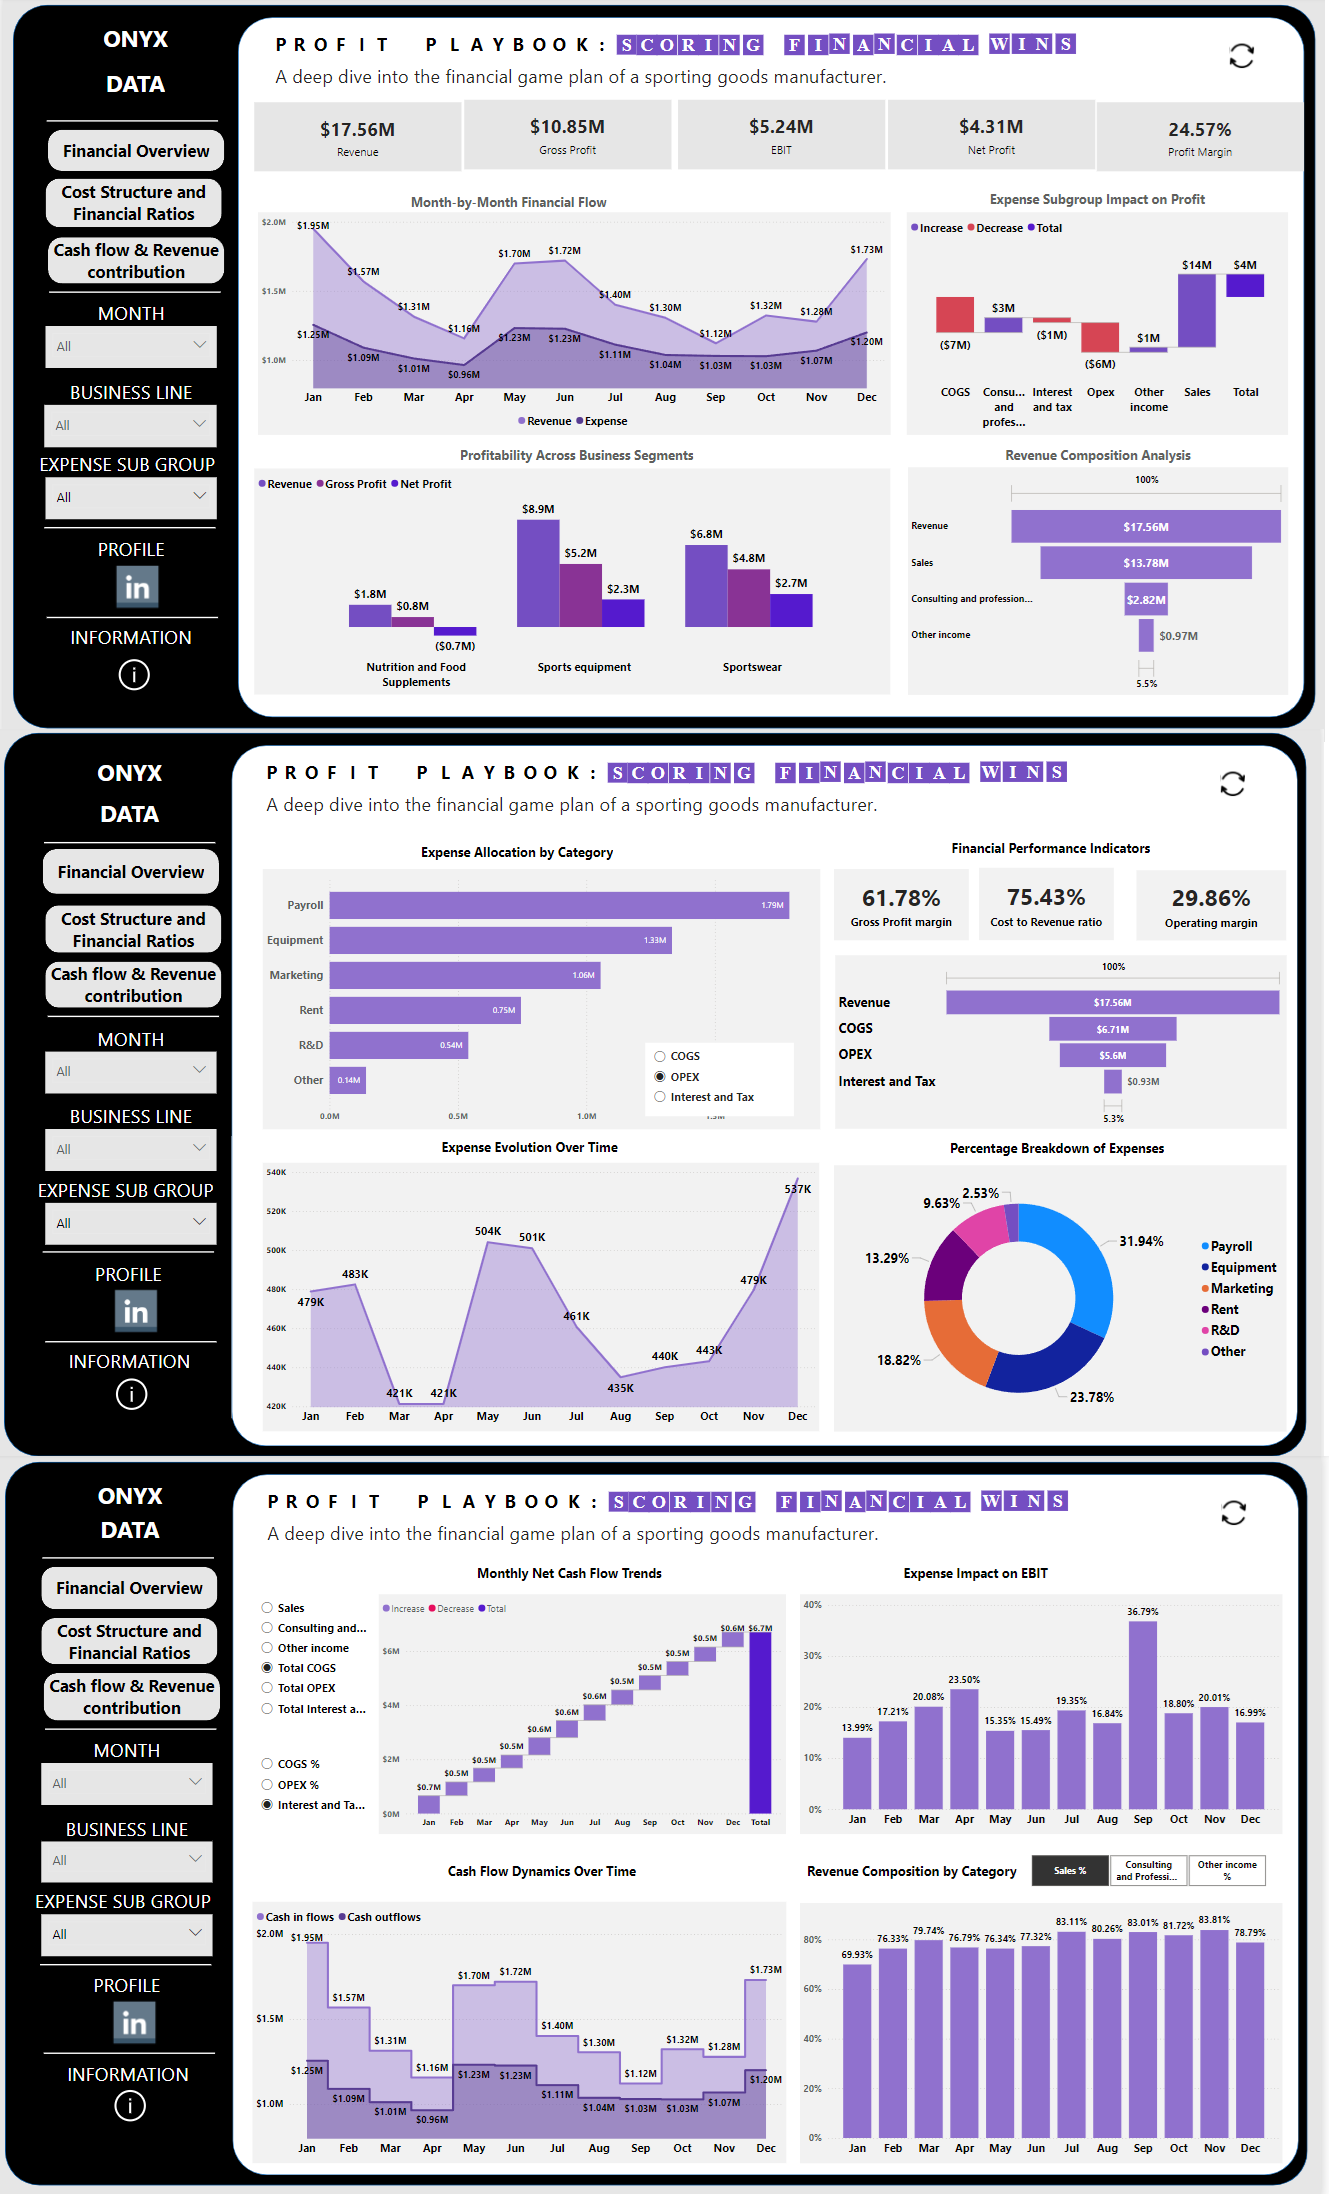 ONYX
DATA
Financial Overview
Cost Structure and
Financial Ratios
Cash flow & Revenue
contribution
MONTH
All
BUSINESS LINE
All
EXPENSE SUB GROUP
All
PROFILE
in
INFORMATION
i
PROFIT PLAYBOOK: SCORING FINANCIAL WINS
A deep dive into the financial game plan of a sporting goods manufacturer.
$17.56M
Revenue
$10.85M
Gross Profit
$5.24M
EBIT
$4.31M
Net Profit
24.57%
Profit Margin
Month-by-Month Financial Flow
$2.0M
$1.5M
$1.0M
$1.95M $1.57M $1.31M $1.16M $1.70M $1.72M $1.40M $1.30M $1.12M $1.32M $1.28M $1.73M
$1.25M $1.09M $1.01M $0.96M $1.23M $1.23M $1.11M $1.04M $1.03M $1.03M $1.07M $1.20M
Jan Feb Mar Apr May Jun Jul Aug Sep Oct Nov Dec
Revenue Expense
Expense Subgroup Impact on Profit
Increase Decrease Total
($7M) $3M ($1M) ($6M) $1M $14M $4M
COGS Consu... Interest Opex Other Sales Total
and and tax income
profes...
Profitability Across Business Segments
Revenue Gross Profit Net Profit
$1.8M $0.8M ($0.7M)
$8.9M $5.2M $2.3M
$6.8M $4.8M $2.7M
Nutrition and Food Sports equipment Sportswear
Supplements
Revenue Composition Analysis
100%
Revenue $17.56M
Sales $13.78M
Consulting and profession... $2.82M
Other income $0.97M
5.5%
ONYX
DATA
Financial Overview
Cost Structure and
Financial Ratios
Cash flow & Revenue
contribution
MONTH
All
BUSINESS LINE
All
EXPENSE SUB GROUP
All
PROFILE
in
INFORMATION
i
PROFIT PLAYBOOK: SCORING FINANCIAL WINS
A deep dive into the financial game plan of a sporting goods manufacturer.
Expense Allocation by Category
Payroll 1.79M
Equipment 1.33M
Marketing 1.06M
Rent 0.75M
R&D 0.54M
Other 0.14M
0.0M 0.5M 1.0M 1.5M
COGS
OPEX
Interest and Tax
Financial Performance Indicators
61.78%
Gross Profit margin
75.43%
Cost to Revenue ratio
29.86%
Operating margin
100%
Revenue $17.56M
COGS $6.71M
OPEX $5.6M
Interest and Tax $0.93M
5.3%
Expense Evolution Over Time
540K
520K
500K
480K
460K
440K
420K
479K 483K 421K 421K 504K 501K 461K 435K 440K 443K 479K 537K
Jan Feb Mar Apr May Jun Jul Aug Sep Oct Nov Dec
Percentage Breakdown of Expenses
31.94%
23.78%
18.82%
13.29%
9.63%
2.53%
Payroll
Equipment
Marketing
Rent
R&D
Other
ONYX
DATA
Financial Overview
Cost Structure and
Financial Ratios
Cash flow & Revenue
contribution
MONTH
All
BUSINESS LINE
All
EXPENSE SUB GROUP
All
PROFILE
in
INFORMATION
i
PROFIT PLAYBOOK: SCORING FINANCIAL WINS
A deep dive into the financial game plan of a sporting goods manufacturer.
Sales
Consulting and...
Other income
Total COGS
Total OPEX
Total Interest a...
COGS %
OPEX %
Interest and Ta...
Monthly Net Cash Flow Trends
Increase Decrease Total
$6M
$4M
$2M
$0M
$0.7M $0.5M $0.5M $0.5M $0.6M $0.6M $0.6M $0.5M $0.5M $0.5M $0.5M $0.6M $6.7M
Jan Feb Mar Apr May Jun Jul Aug Sep Oct Nov Dec Total
Expense Impact on EBIT
40%
30%
20%
10%
0%
13.99% 17.21% 20.08% 23.50% 15.35% 15.49% 19.35% 16.84% 36.79% 18.80% 20.01% 16.99%
Jan Feb Mar Apr May Jun Jul Aug Sep Oct Nov Dec
Cash Flow Dynamics Over Time
Cash in flows Cash outflows
$2.0M
$1.5M
$1.0M
$1.95M $1.57M $1.31M $1.16M $1.70M $1.72M $1.40M $1.30M $1.12M $1.32M $1.28M $1.73M
$1.25M $1.09M $1.01M $0.96M $1.23M $1.23M $1.11M $1.04M $1.03M $1.03M $1.07M $1.20M
Jan Feb Mar Apr May Jun Jul Aug Sep Oct Nov Dec
Revenue Composition by Category
Sales %
Consulting
and Professi...
Other income
%
80%
60%
40%
20%
0%
69.93% 76.33% 79.74% 76.79% 76.34% 77.32% 83.11% 80.26% 83.01% 81.72% 83.81% 78.79%
Jan Feb Mar Apr May Jun Jul Aug Sep Oct Nov Dec